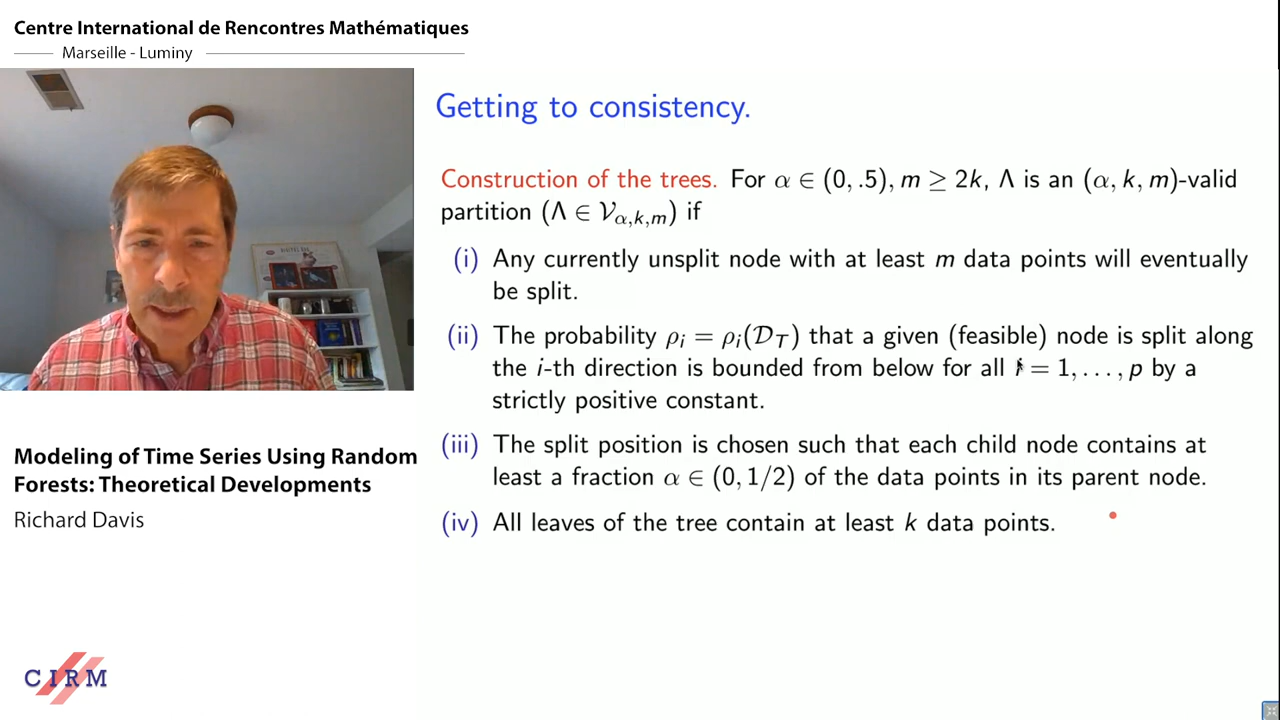 Centre International de Rencontres Mathématiques
Marseille - Luminy
Getting to consistency.
Construction of the trees. For α ∈ (0, .5), m ≥ 2k, Λ is an (α, k, m)-valid
partition (Λ ∈ 𝒱α,k,m) if
(i) Any currently unsplit node with at least m data points will eventually
be split.
(ii) The probability ρi = ρi(𝒟T) that a given (feasible) node is split along
the i-th direction is bounded from below for all = 1, . . . , p by a
strictly positive constant.
(iii) The split position is chosen such that each child node contains at
least a fraction α ∈ (0, 1/2) of the data points in its parent node.
(iv) All leaves of the tree contain at least k data points.
Modeling of Time Series Using Random
Forests: Theoretical Developments
Richard Davis
CIRM